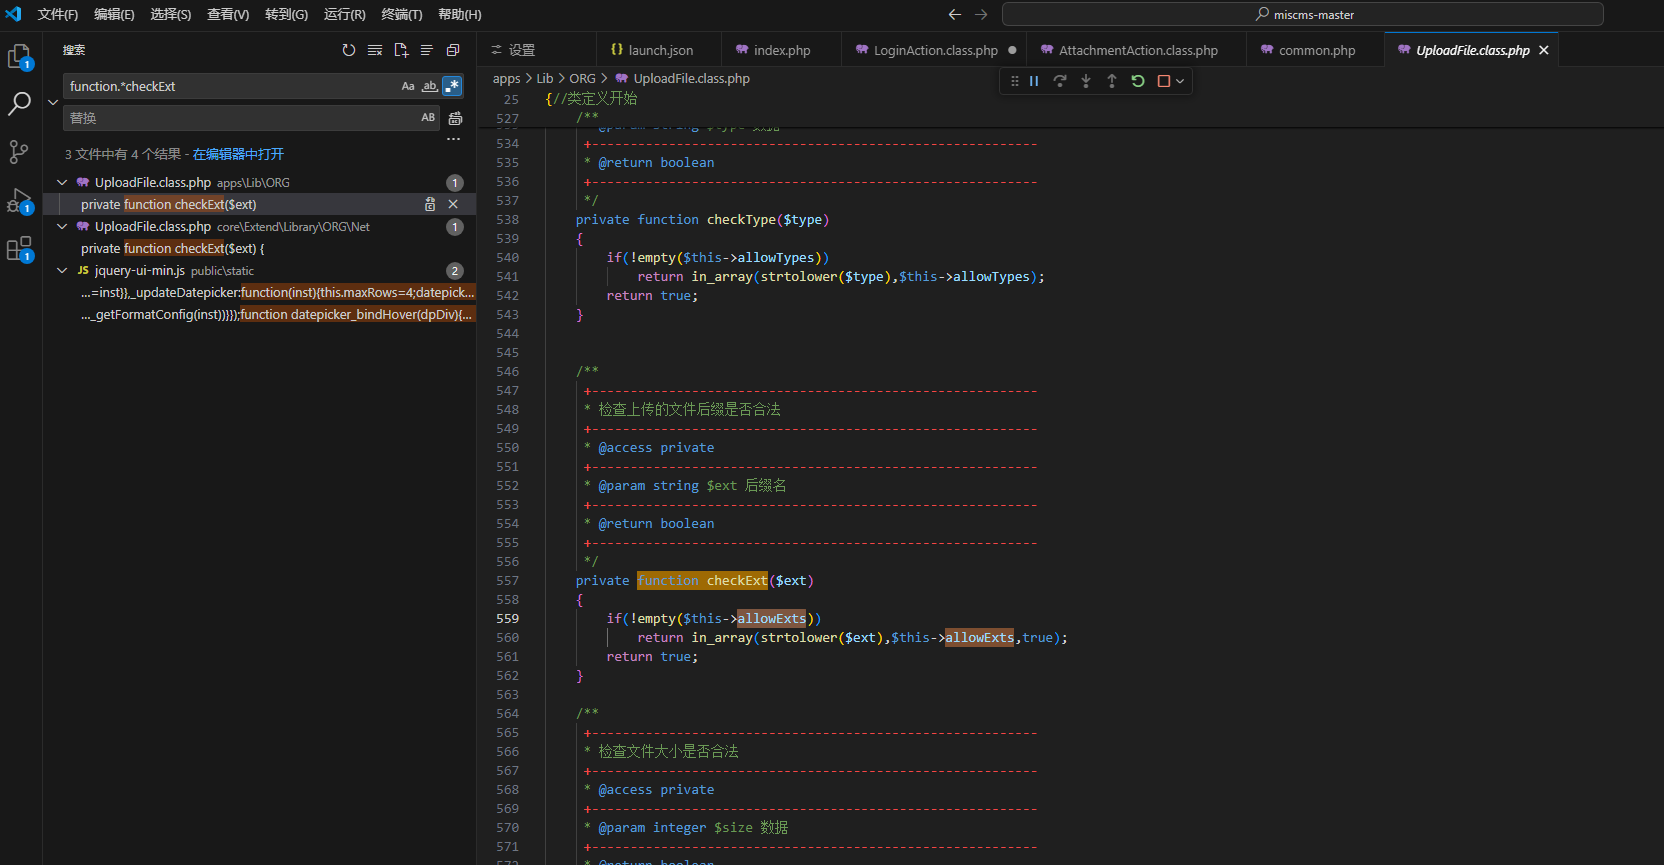 文件(F) 编辑(E) 选择(S) 查看(V) 转到(G) 运行(R) 终端(T) 帮助(H) miscms-master
搜索
function.*checkExt Aa ab
替换 AB
3 文件中有 4 个结果 - 在编辑器中打开
UploadFile.class.php apps\Lib\ORG 1
private function checkExt($ext)
UploadFile.class.php core\Extend\Library\ORG\Net 1
private function checkExt($ext) {
JS jquery-ui-min.js public\static 2
...=inst}},_updateDatepicker:function(inst){this.maxRows=4;datepick...
..._getFormatConfig(inst))}});function datepicker_bindHover(dpDiv){...
1
1
1
设置 launch.json index.php LoginAction.class.php AttachmentAction.class.php common.php UploadFile.class.php
apps > Lib > ORG > UploadFile.class.php
25 {//类定义开始
527 /**
534 +----------------------------------------------------------
535 * @return boolean
536 +----------------------------------------------------------
537 */
538 private function checkType($type)
539 {
540 if(!empty($this->allowTypes))
541 return in_array(strtolower($type),$this->allowTypes);
542 return true;
543 }
544
545
546 /**
547 +----------------------------------------------------------
548 * 检查上传的文件后缀是否合法
549 +----------------------------------------------------------
550 * @access private
551 +----------------------------------------------------------
552 * @param string $ext 后缀名
553 +----------------------------------------------------------
554 * @return boolean
555 +----------------------------------------------------------
556 */
557 private function checkExt($ext)
558 {
559 if(!empty($this->allowExts))
560 return in_array(strtolower($ext),$this->allowExts,true);
561 return true;
562 }
563
564 /**
565 +----------------------------------------------------------
566 * 检查文件大小是否合法
567 +----------------------------------------------------------
568 * @access private
569 +----------------------------------------------------------
570 * @param integer $size 数据
571 +----------------------------------------------------------